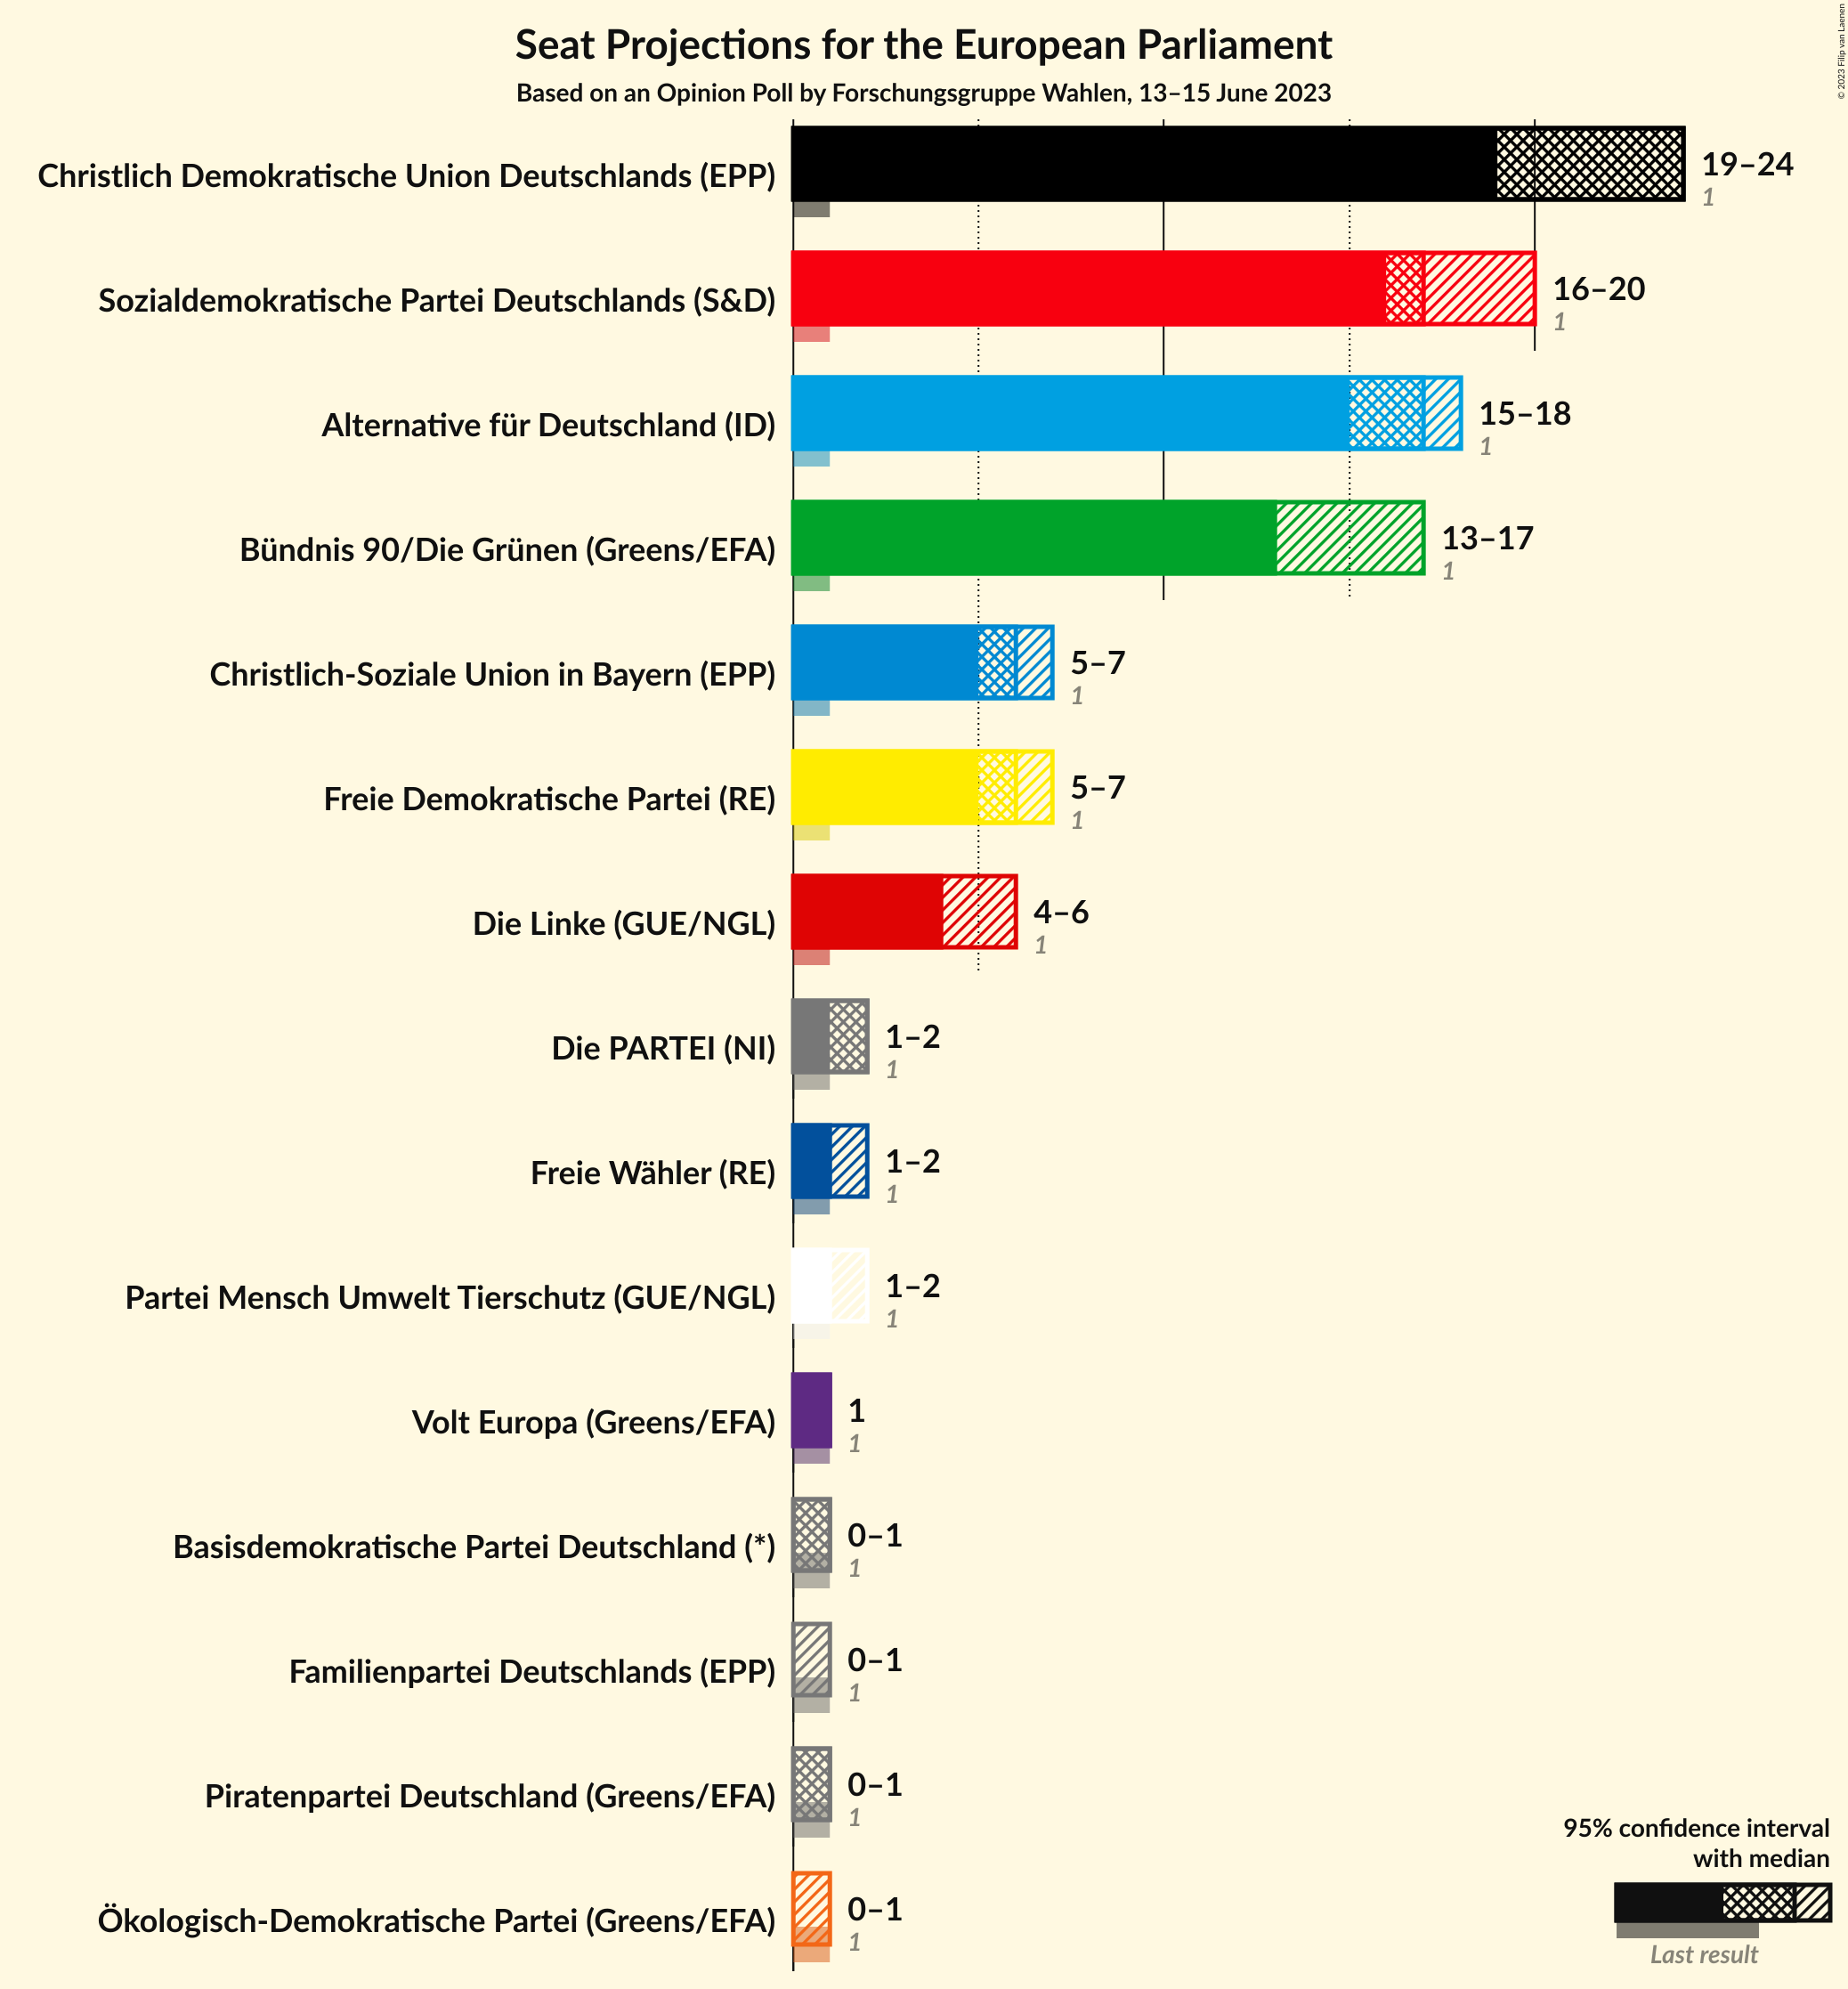 Seat Projections for the European Parliament
Based on an Opinion Poll by Forschungsgruppe Wahlen, 13–15 June 2023
© 2023 Filip van Laenen
Christlich Demokratische Union Deutschlands (EPP)
19–24
1
Sozialdemokratische Partei Deutschlands (S&D)
16–20
1
Alternative für Deutschland (ID)
15–18
1
Bündnis 90/Die Grünen (Greens/EFA)
13–17
1
Christlich-Soziale Union in Bayern (EPP)
5–7
1
Freie Demokratische Partei (RE)
5–7
1
Die Linke (GUE/NGL)
4–6
1
Die PARTEI (NI)
1–2
1
Freie Wähler (RE)
1–2
1
Partei Mensch Umwelt Tierschutz (GUE/NGL)
1–2
1
Volt Europa (Greens/EFA)
1
1
Basisdemokratische Partei Deutschland (*)
0–1
1
Familienpartei Deutschlands (EPP)
0–1
1
Piratenpartei Deutschland (Greens/EFA)
0–1
1
Ökologisch-Demokratische Partei (Greens/EFA)
0–1
1
95% confidence interval
with median
Last result